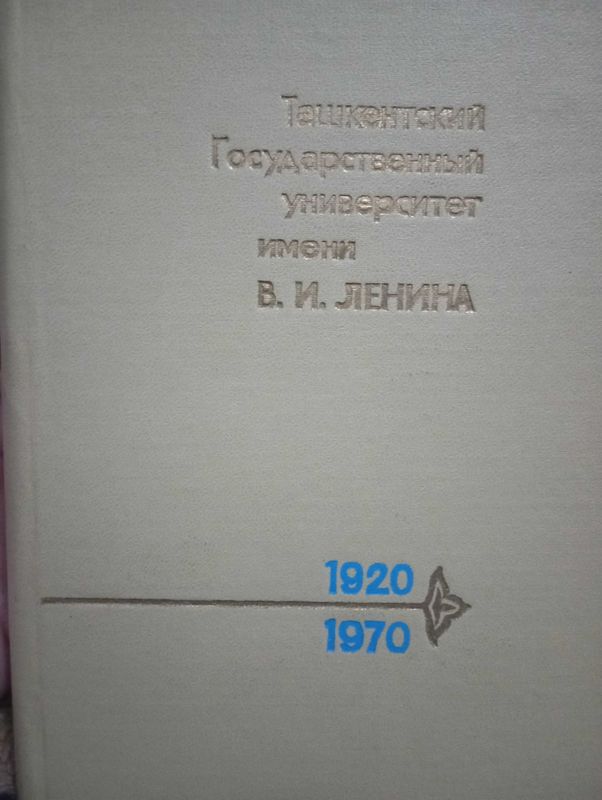 Ташкентский
Государственный
университет
имени
В. И. ЛЕНИНА
1920
1970